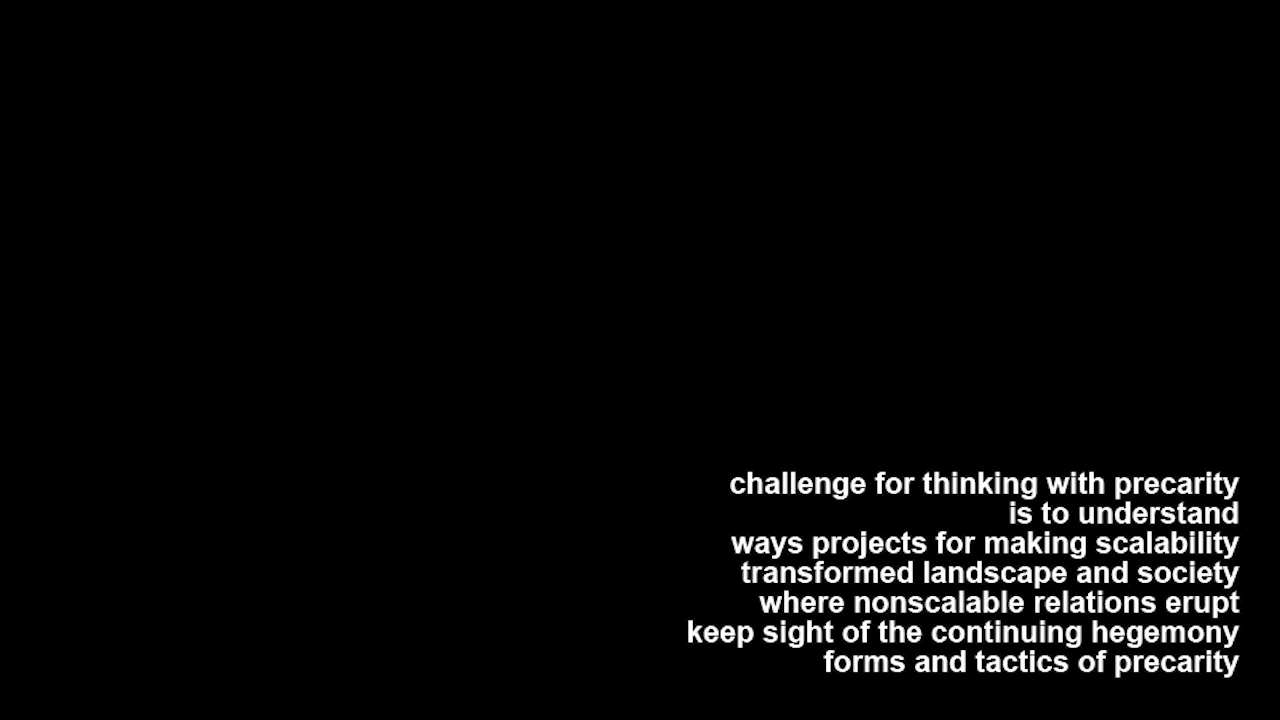 challenge for thinking with precarity
is to understand
ways projects for making scalability
transformed landscape and society
where nonscalable relations erupt
keep sight of the continuing hegemony
forms and tactics of precarity